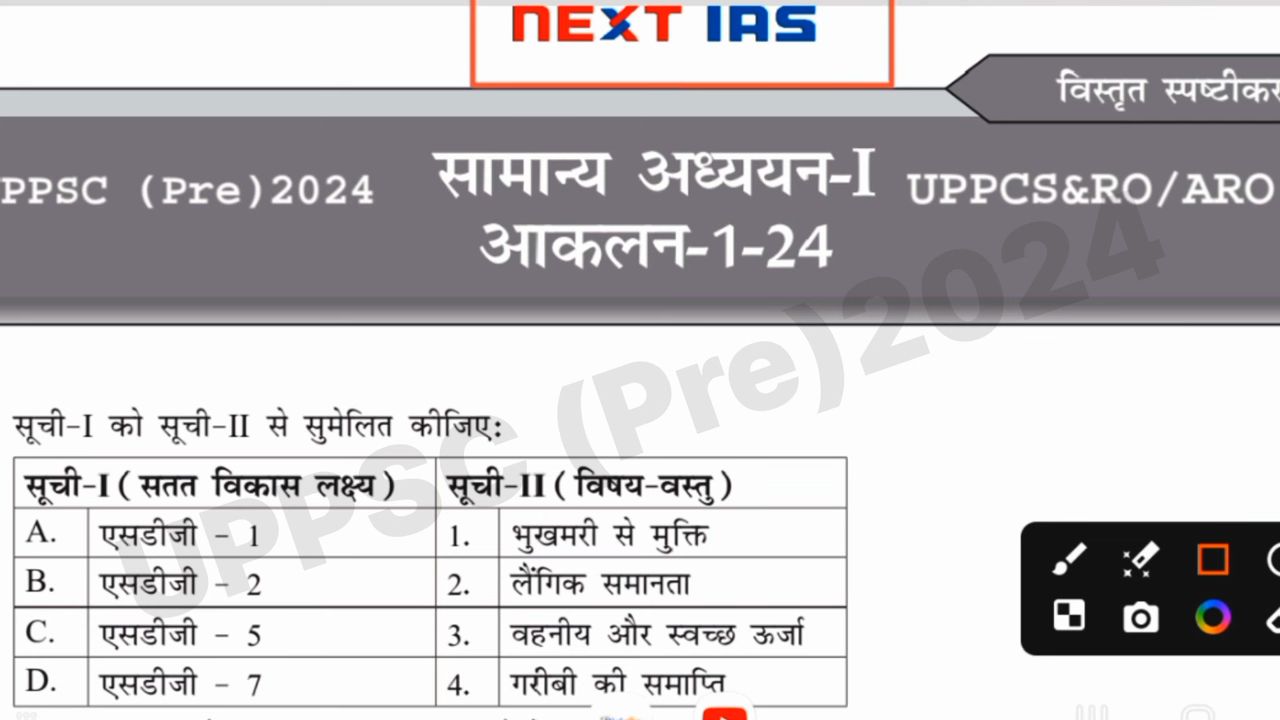 NEXT IAS
विस्तृत स्पष्टीकर
PPSC (Pre)2024
सामान्य अध्ययन-I
UPPCS&RO/ARO
आकलन-1-24
UPPSC (Pre)2024
सूची-I को सूची-II से सुमेलित कीजिए:
सूची-I ( सतत विकास लक्ष्य ) सूची-II ( विषय-वस्तु )
A. एसडीजी - 1 1. भुखमरी से मुक्ति
B. एसडीजी - 2 2. लैंगिक समानता
C. एसडीजी - 5 3. वहनीय और स्वच्छ ऊर्जा
D. एसडीजी - 7 4. गरीबी की समाप्ति